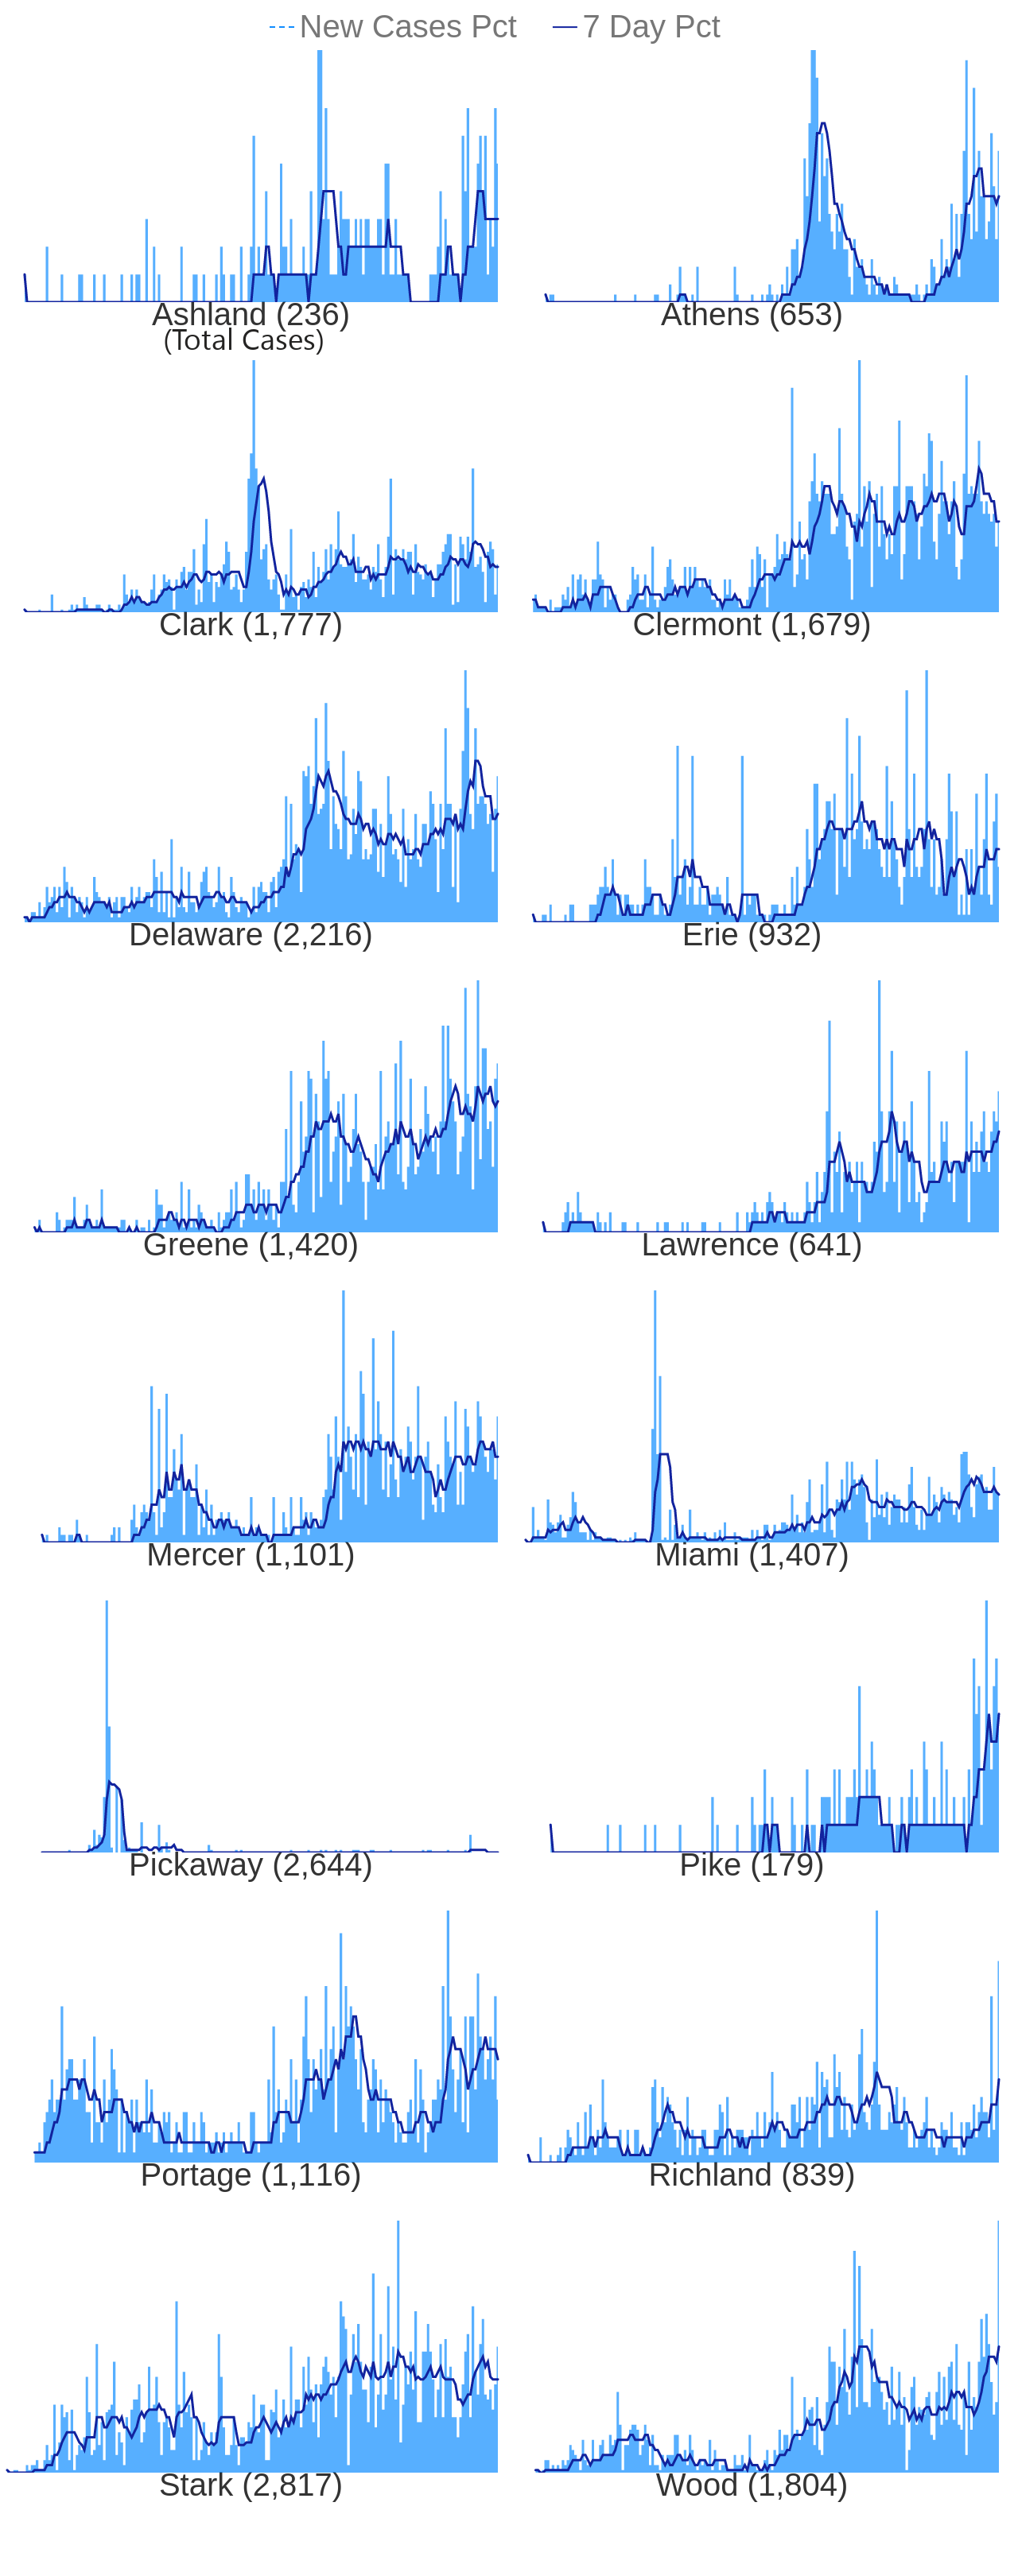 New Cases Pct 7 Day Pct
Ashland (236) Athens (653)
(Total Cases)
Clark (1,777) Clermont (1,679)
Delaware (2,216) Erie (932)
Greene (1,420) Lawrence (641)
Mercer (1,101) Miami (1,407)
Pickaway (2,644) Pike (179)
Portage (1,116) Richland (839)
Stark (2,817) Wood (1,804)